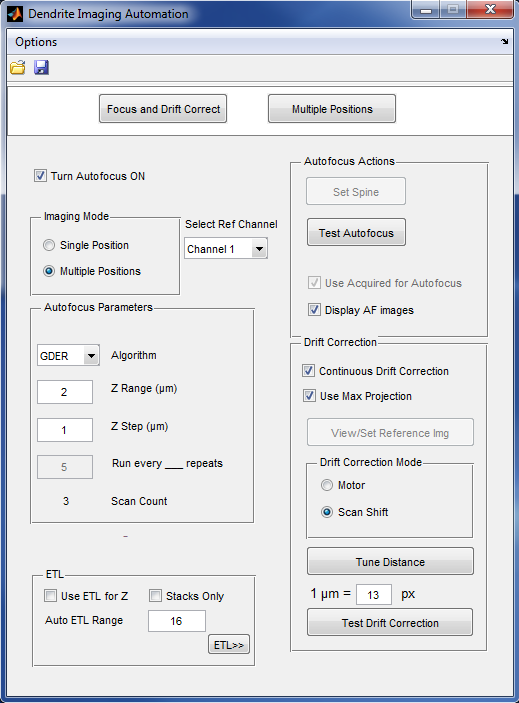 Dendrite Imaging Automation
Options
Focus and Drift Correct
Multiple Positions
Turn Autofocus ON
Imaging Mode
Single Position
Multiple Positions
Select Ref Channel
Channel 1
Autofocus Parameters
GDER Algorithm
2 Z Range (µm)
1 Z Step (µm)
5 Run every ___ repeats
3 Scan Count
ETL
Use ETL for Z Stacks Only
Auto ETL Range 16
ETL>>
Autofocus Actions
Set Spine
Test Autofocus
Use Acquired for Autofocus
Display AF images
Drift Correction
Continuous Drift Correction
Use Max Projection
View/Set Reference Img
Drift Correction Mode
Motor
Scan Shift
Tune Distance
1 µm = 13 px
Test Drift Correction